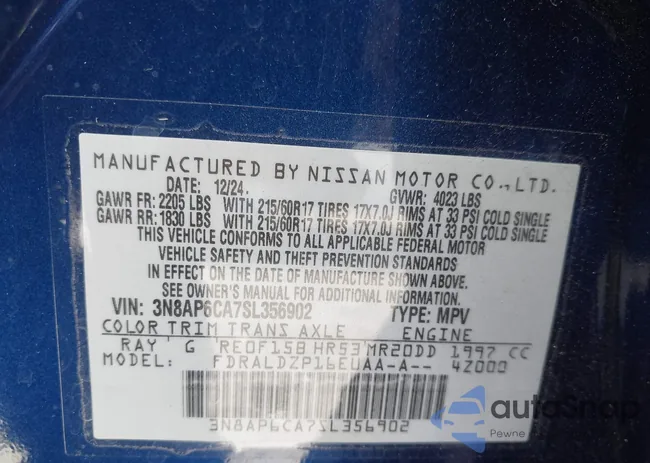 MANUFACTURED BY NISSAN MOTOR CO., LTD.
DATE: 12/24. GVWR: 4023 LBS
GAWR FR: 2205 LBS WITH 215/60R17 TIRES 17X7.0J RIMS AT 33 PSI COLD SINGLE
GAWR RR: 1830 LBS WITH 215/60R17 TIRES 17X7.0J RIMS AT 33 PSI COLD SINGLE
THIS VEHICLE CONFORMS TO ALL APPLICABLE FEDERAL MOTOR
VEHICLE SAFETY AND THEFT PREVENTION STANDARDS
IN EFFECT ON THE DATE OF MANUFACTURE SHOWN ABOVE.
SEE OWNER'S MANUAL FOR ADDITIONAL INFORMATION.
VIN: 3N8AP6CA7SL356902 TYPE: MPV
COLOR TRIM TRANS AXLE ENGINE
RAY G RE0F15B HR53 MR20DD 1997 CC
MODEL: FDRALDZP16EUAA-A-- 4Z000
3N8AP6CA7SL356902
autoSnap
Pewne